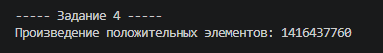 ----- Задание 4 -----
Произведение положительных элементов: 1416437760